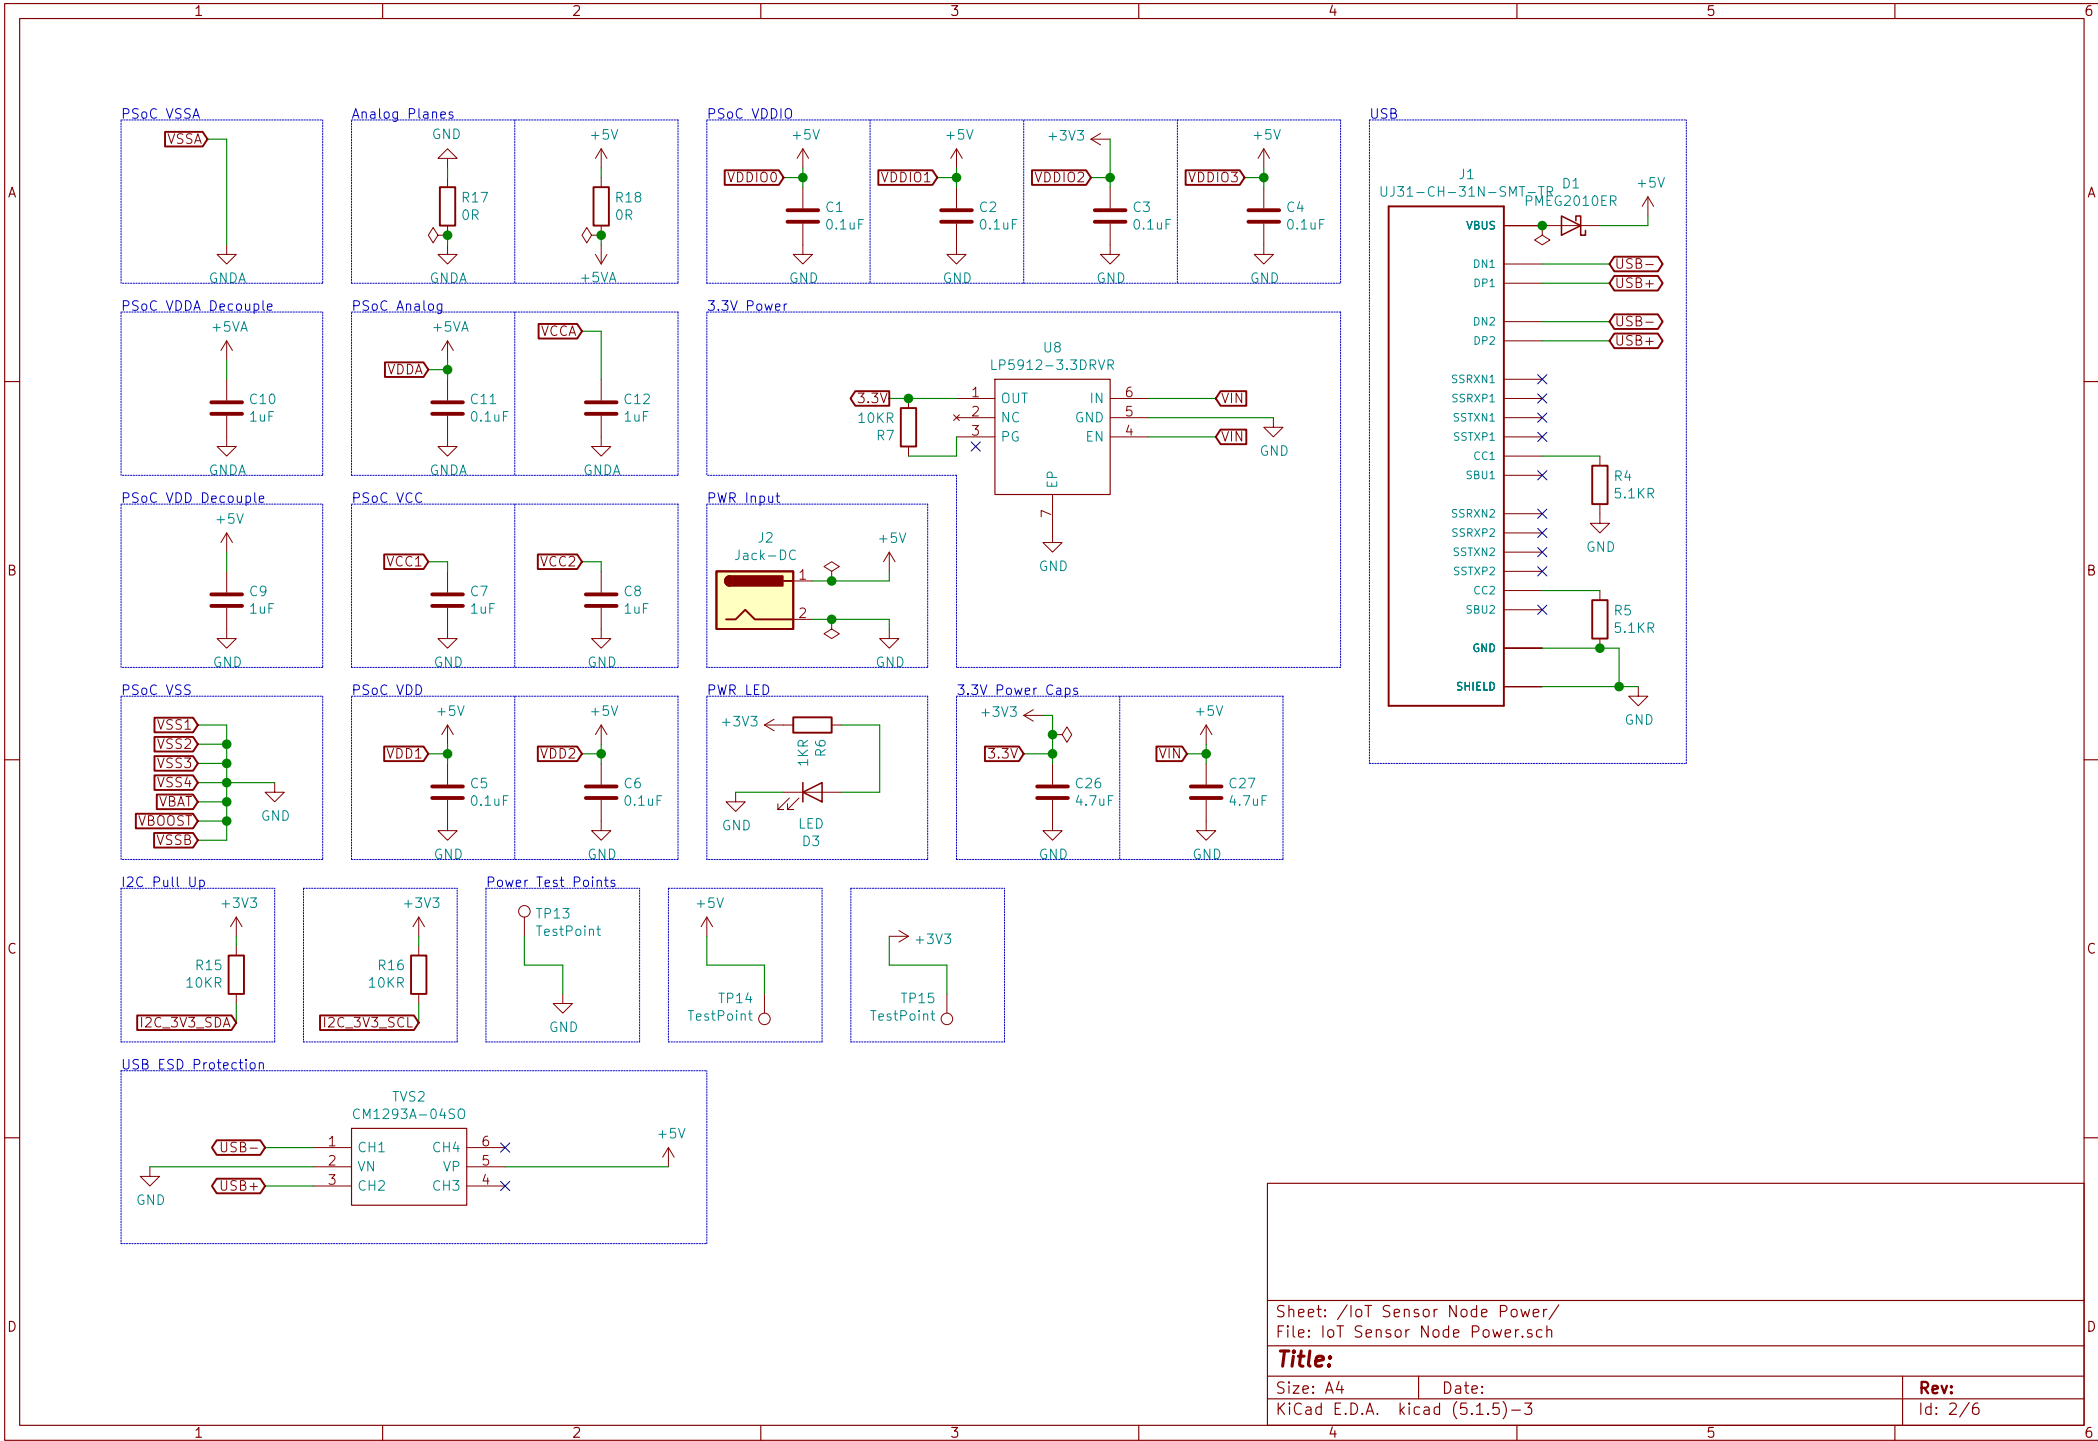 1 2 3 4 5 6
A
B
C
D
PSoC VSSA
VSSA
GNDA
Analog Planes
GND
R17
0R
GNDA
+5V
R18
0R
+5VA
PSoC VDDIO
+5V
VDDIO0
C1
0.1uF
GND
+5V
VDDIO1
C2
0.1uF
GND
+3V3
VDDIO2
C3
0.1uF
GND
+5V
VDDIO3
C4
0.1uF
GND
USB
J1
UJ31-CH-31N-SMT-TR
D1
PMEG2010ER
+5V
VBUS
DN1
USB-
DP1
USB+
DN2
USB-
DP2
USB+
SSRXN1
SSRXP1
SSTXN1
SSTXP1
CC1
SBU1
R4
5.1KR
GND
SSRXN2
SSRXP2
SSTXN2
SSTXP2
CC2
SBU2
R5
5.1KR
GND
SHIELD
GND
PSoC VDDA Decouple
+5VA
C10
1uF
GNDA
PSoC Analog
+5VA
VDDA
C11
0.1uF
GNDA
VCCA
C12
1uF
GNDA
3.3V Power
U8
LP5912-3.3DRVR
3.3V
10KR
R7
1 OUT
2 NC
3 PG
IN 6
GND 5
EN 4
EP
7
VIN
VIN
GND
GND
PSoC VDD Decouple
+5V
C9
1uF
GND
PSoC VCC
VCC1
C7
1uF
GND
VCC2
C8
1uF
GND
PWR Input
J2
Jack-DC
1
2
+5V
GND
PSoC VSS
VSS1
VSS2
VSS3
VSS4
VBAT
VBOOST
VSSB
GND
PSoC VDD
+5V
VDD1
C5
0.1uF
GND
+5V
VDD2
C6
0.1uF
GND
PWR LED
+3V3
1KR
R6
GND
LED
D3
3.3V Power Caps
+3V3
3.3V
C26
4.7uF
GND
+5V
VIN
C27
4.7uF
GND
I2C Pull Up
+3V3
R15
10KR
I2C_3V3_SDA
+3V3
R16
10KR
I2C_3V3_SCL
Power Test Points
TP13
TestPoint
GND
+5V
TP14
TestPoint
+3V3
TP15
TestPoint
USB ESD Protection
TVS2
CM1293A-04SO
USB-
1 CH1
2 VN
3 CH2
USB+
GND
CH4 6
VP 5
CH3 4
+5V
Sheet: /IoT Sensor Node Power/
File: IoT Sensor Node Power.sch
Title:
Size: A4
Date:
Rev:
KiCad E.D.A. kicad (5.1.5)-3
Id: 2/6
A
B
C
D
1 2 3 4 5 6